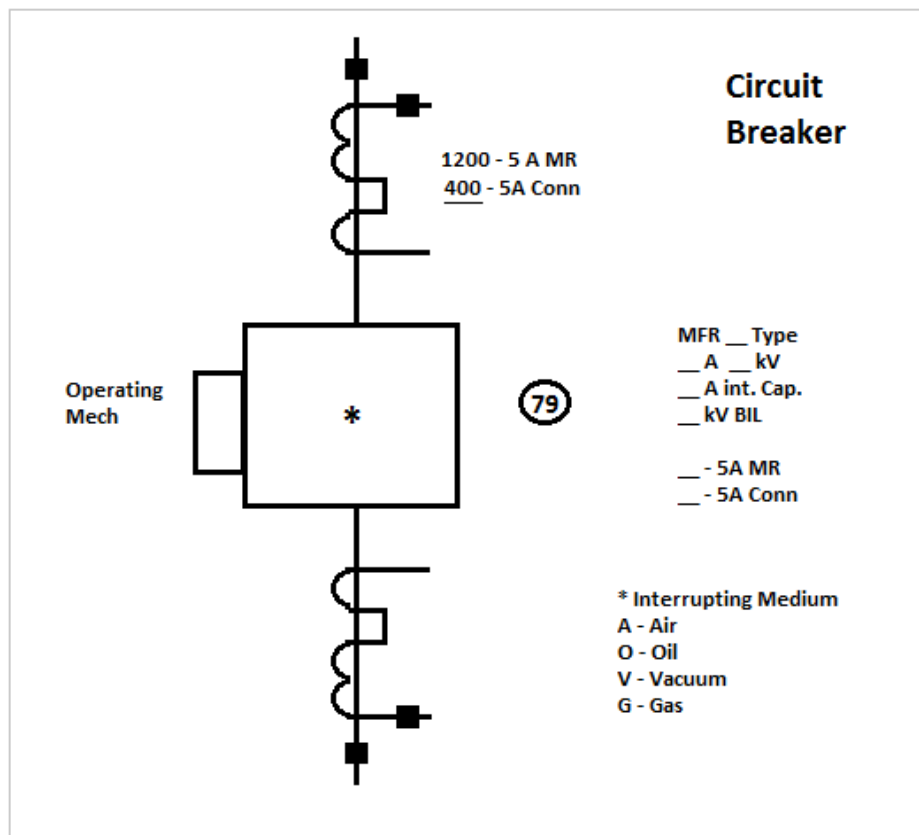 Circuit
Breaker
1200 - 5 A MR
400 - 5A Conn
Operating
Mech
*
79
MFR __ Type
__ A __ kV
__ A int. Cap.
__ kV BIL
__ - 5A MR
__ - 5A Conn
* Interrupting Medium
A - Air
O - Oil
V - Vacuum
G - Gas